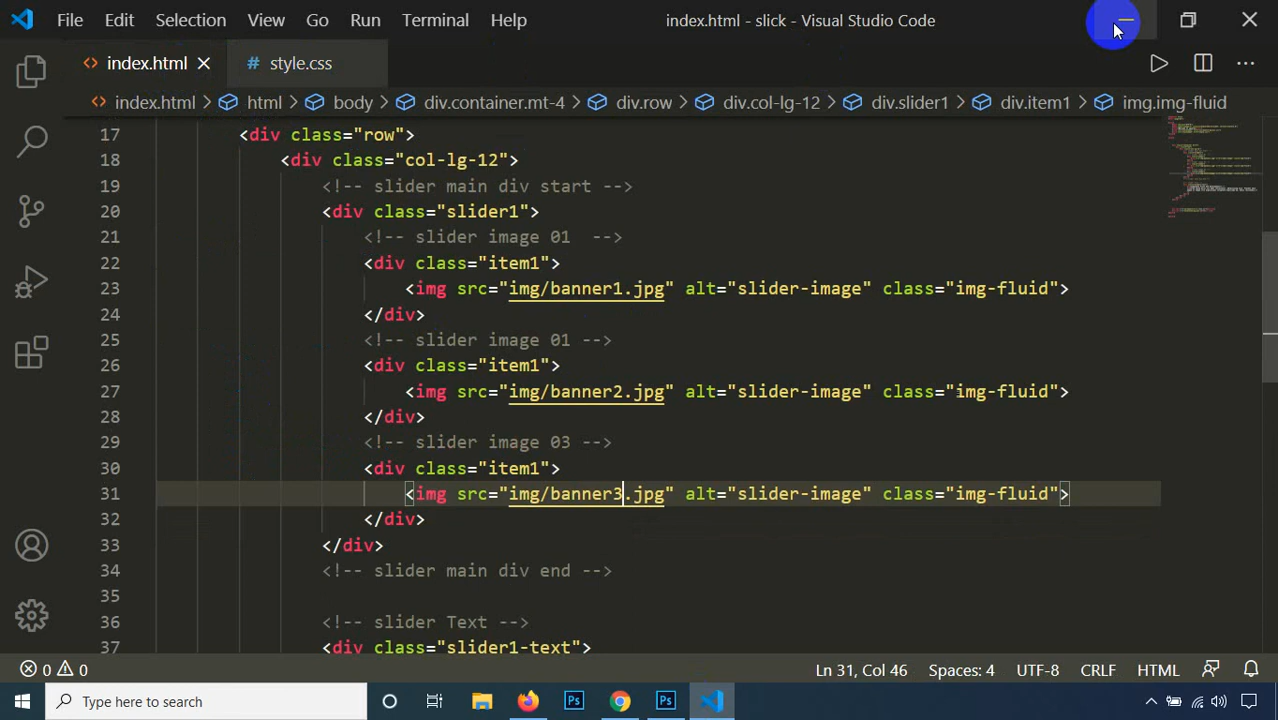 File Edit Selection View Go Run Terminal Help index.html - slick - Visual Studio Code
index.html style.css
index.html > html > body > div.container.mt-4 > div.row > div.col-lg-12 > div.slider1 > div.item1 > img.img-fluid
17 <div class="row">
18 <div class="col-lg-12">
19 <!-- slider main div start -->
20 <div class="slider1">
21 <!-- slider image 01  -->
22 <div class="item1">
23 <img src="img/banner1.jpg" alt="slider-image" class="img-fluid">
24 </div>
25 <!-- slider image 01 -->
26 <div class="item1">
27 <img src="img/banner2.jpg" alt="slider-image" class="img-fluid">
28 </div>
29 <!-- slider image 03 -->
30 <div class="item1">
31 <img src="img/banner3.jpg" alt="slider-image" class="img-fluid">
32 </div>
33 </div>
34 <!-- slider main div end -->
35
36 <!-- slider Text -->
37 <div class="slider1-text">
0 0 Ln 31, Col 46 Spaces: 4 UTF-8 CRLF HTML
Type here to search Ps Ps